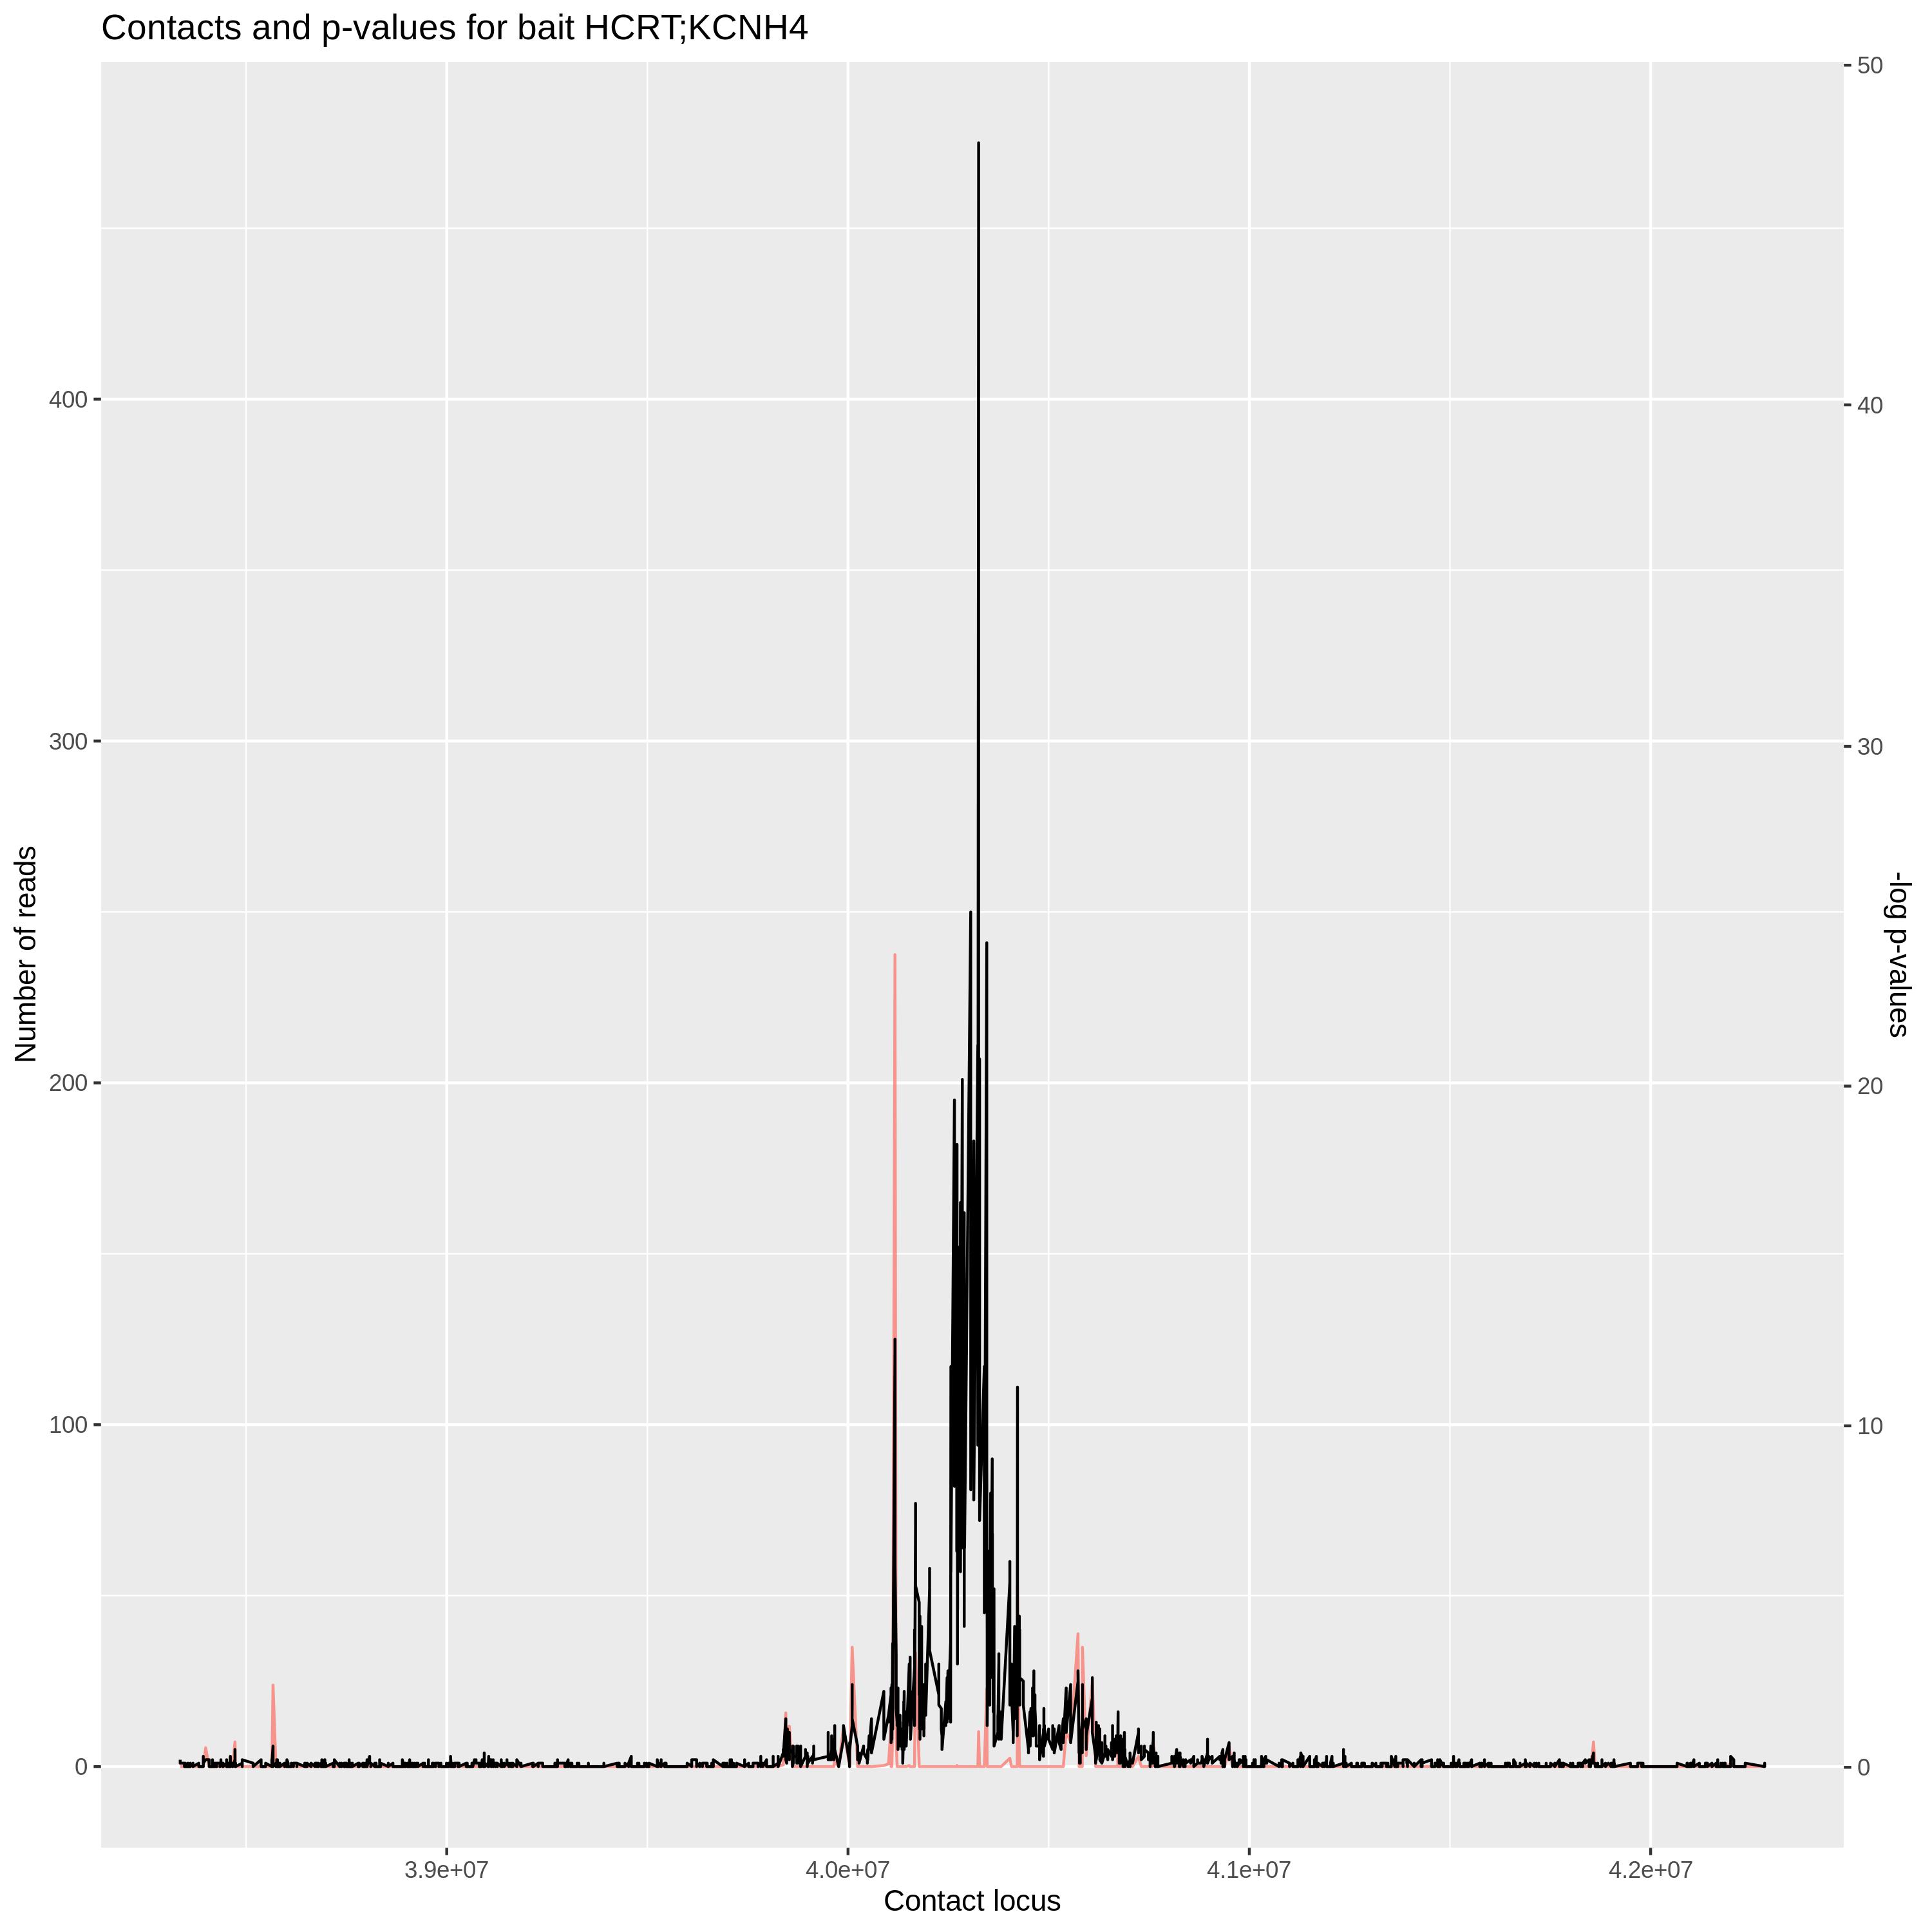 Contacts and p-values for bait HCRT;KCNH4
50
400
40
300
30
Number of reads
-log p-values
200
20
100
10
0
0
3.9e+07
4.0e+07
4.1e+07
4.2e+07
Contact locus